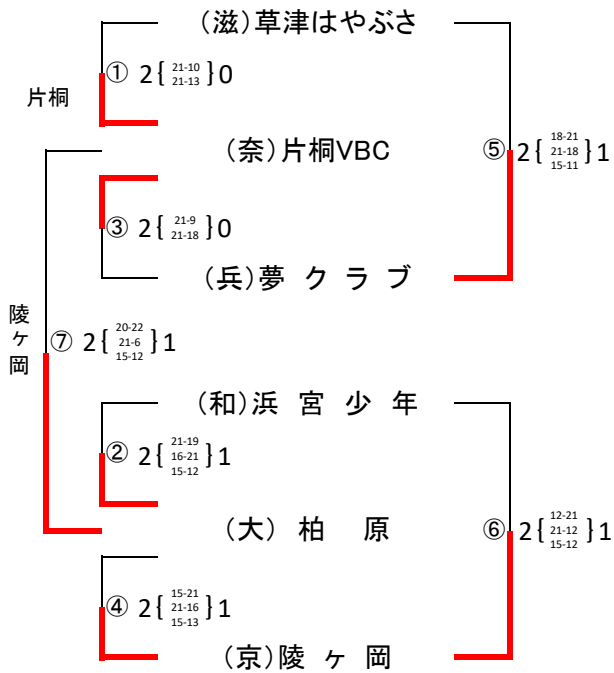 (滋)草津はやぶさ
① 2{ 21-10 21-13 }0
片桐
(奈)片桐VBC
⑤ 2{ 18-21 21-18 15-11 }1
③ 2{ 21-9 21-18 }0
(兵)夢クラブ
陵ヶ岡
⑦ 2{ 20-22 21-6 15-12 }1
(和)浜宮少年
② 2{ 21-19 16-21 15-12 }1
(大)柏原
⑥ 2{ 12-21 21-12 15-12 }1
④ 2{ 15-21 21-16 15-13 }1
(京)陵ヶ岡